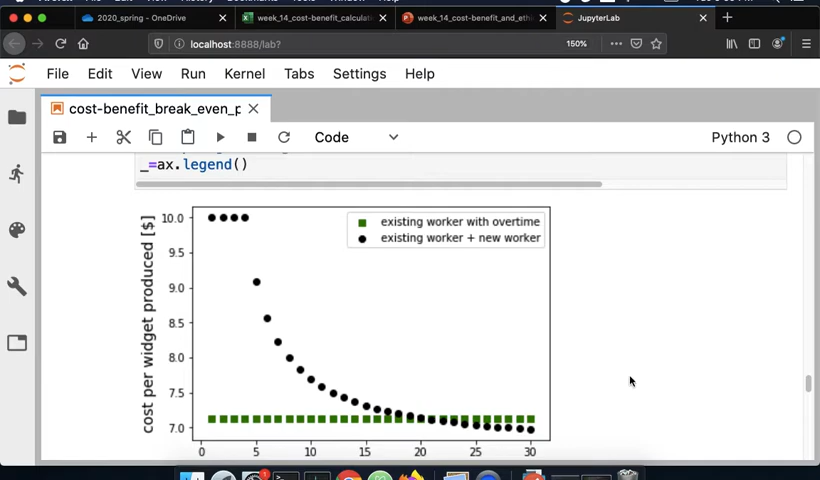 2020_spring - OneDrive
week_14_cost-benefit_calculati
week_14_cost-benefit_and_eth
JupyterLab
localhost:8888/lab?
150%
File Edit View Run Kernel Tabs Settings Help
cost-benefit_break_even_p
Code
Python 3
_=ax.legend()
existing worker with overtime
existing worker + new worker
cost per widget produced [$]
10.0
9.5
9.0
8.5
8.0
7.5
7.0
0 5 10 15 20 25 30